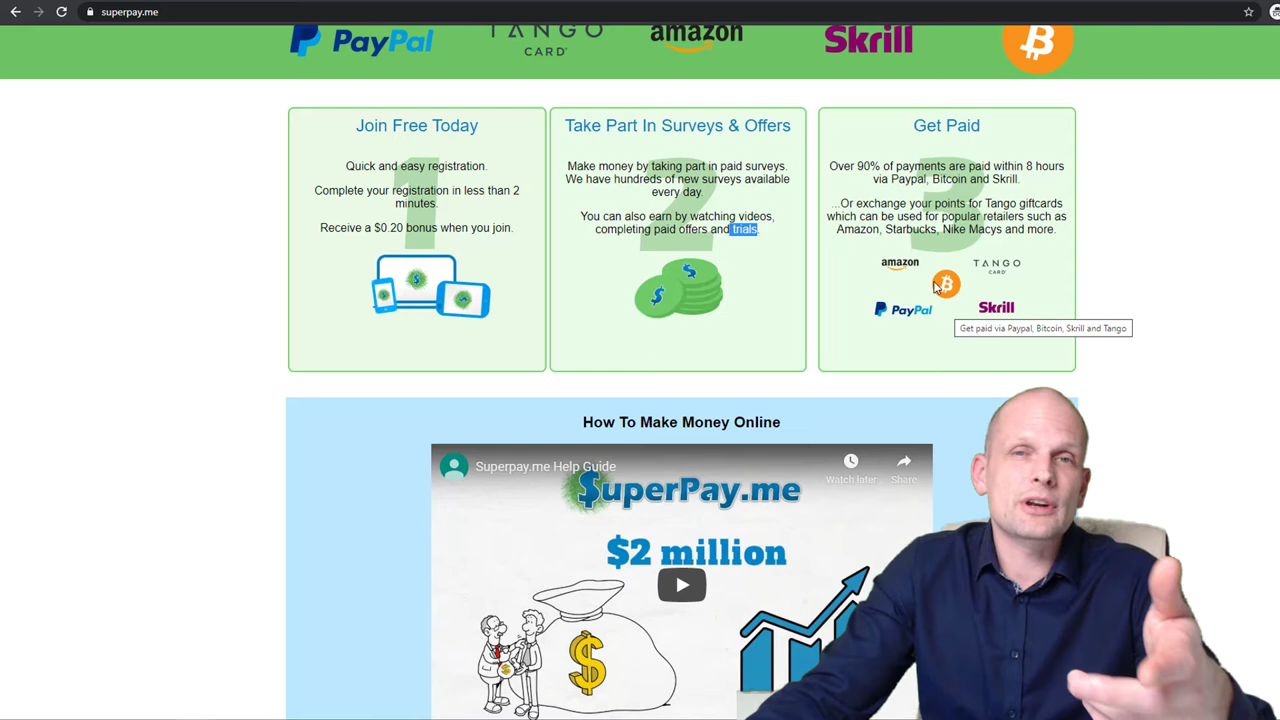 superpay.me
PayPal
TANGO
CARD
amazon
Skrill
Join Free Today
1
Quick and easy registration.
Complete your registration in less than 2
minutes.
Receive a $0.20 bonus when you join.
Take Part In Surveys & Offers
2
Make money by taking part in paid surveys.
We have hundreds of new surveys available
every day.
You can also earn by watching videos,
completing paid offers and trials.
Get Paid
3
Over 90% of payments are paid within 8 hours
via Paypal, Bitcoin and Skrill.
...Or exchange your points for Tango giftcards
which can be used for popular retailers such as
Amazon, Starbucks, Nike Macys and more.
amazon
TANGO
CARD
PayPal
Skrill
Get paid via Paypal, Bitcoin, Skrill and Tango
How To Make Money Online
Superpay.me Help Guide
Watch later
Share
$uperPay.me
$2 million